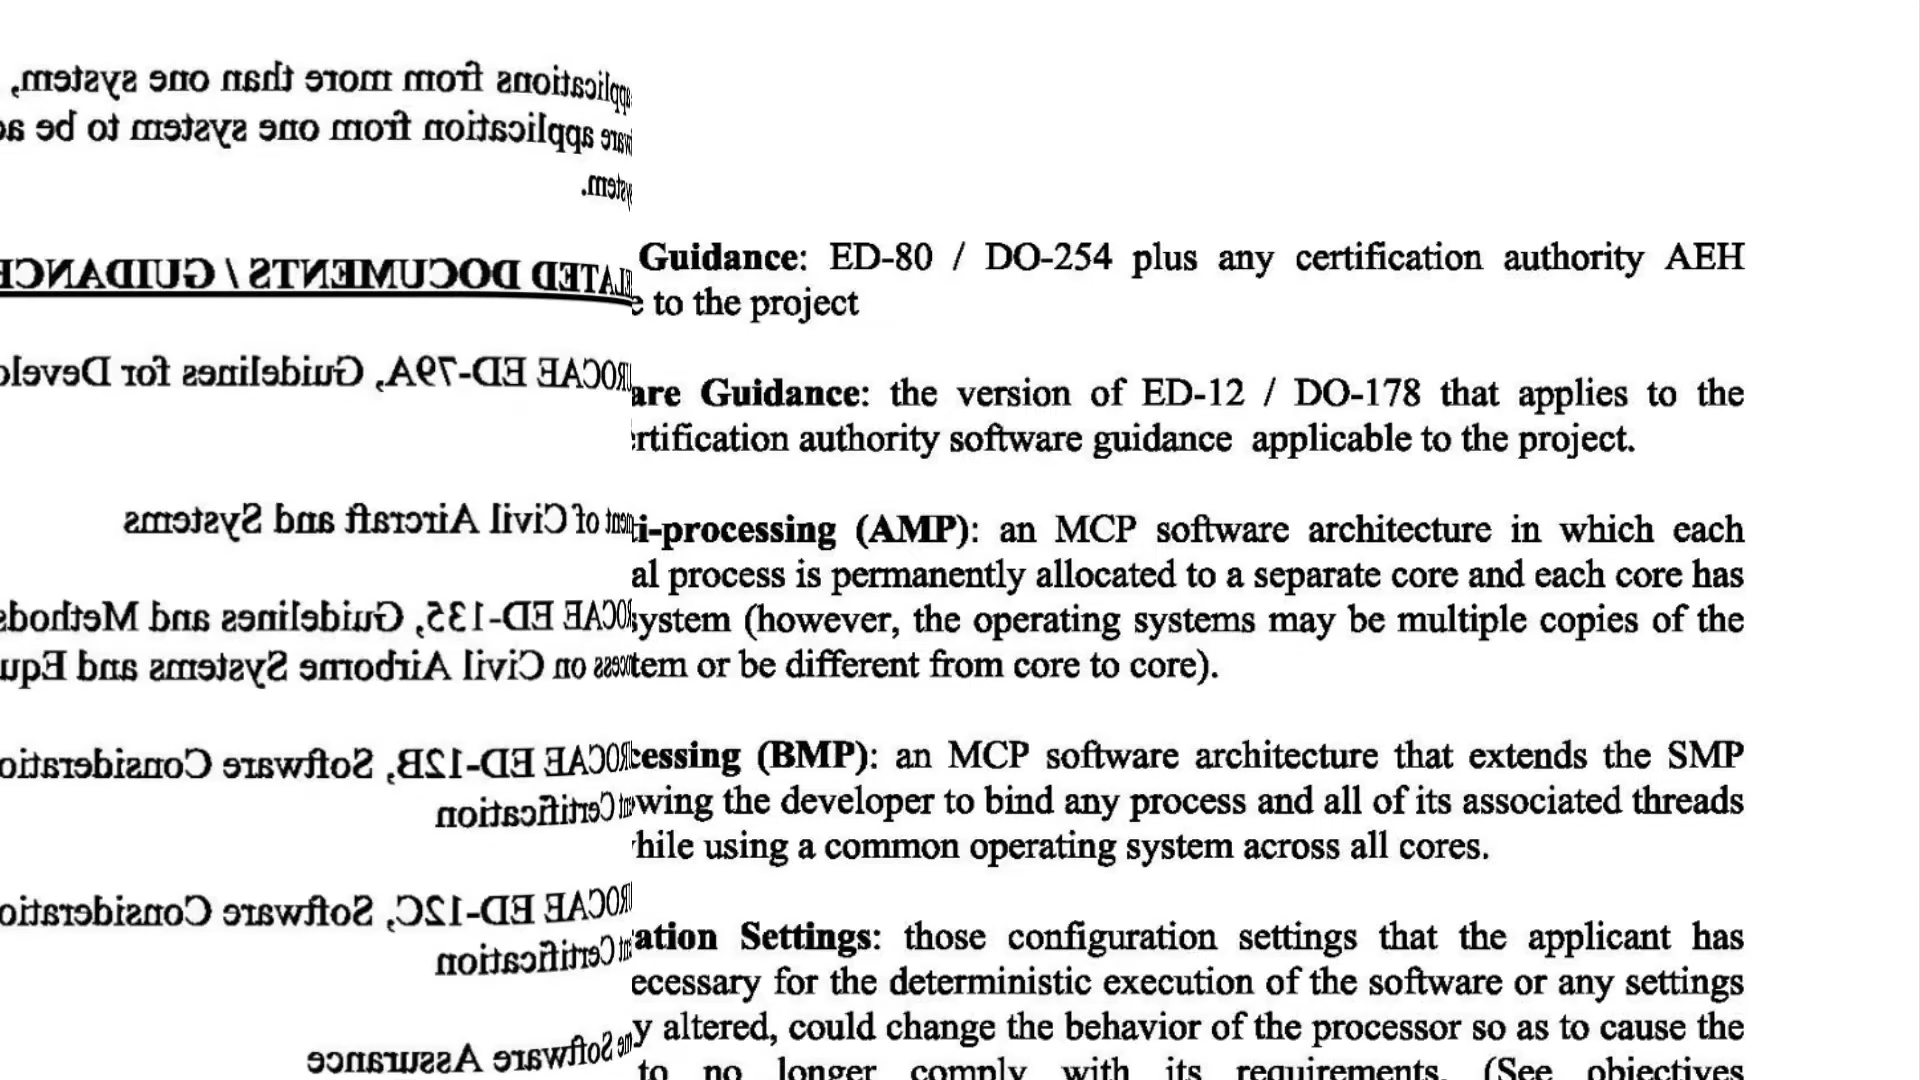 applications from more than one system,
application from one system to be
system.
RELATED DOCUMENTS / GUIDANCE
EUROCAE ED-79A, Guidelines for
of Civil Aircraft and Systems
EUROCAE ED-135, Guidelines and Methods
process on Civil Airborne Systems and
EUROCAE ED-12B, Software
Certification
EUROCAE ED-12C, Software
Certification
Software Assurance
Guidance: ED-80 / DO-254 plus any certification authority AEH
to the project
are Guidance: the version of ED-12 / DO-178 that applies to the
rtification authority software guidance applicable to the project.
i-processing (AMP): an MCP software architecture in which each
al process is permanently allocated to a separate core and each core has
system (however, the operating systems may be multiple copies of the
tem or be different from core to core).
cessing (BMP): an MCP software architecture that extends the SMP
wing the developer to bind any process and all of its associated threads
hile using a common operating system across all cores.
ation Settings: those configuration settings that the applicant has
ecessary for the deterministic execution of the software or any settings
y altered, could change the behavior of the processor so as to cause the
to no longer comply with its requirements. (See objectives